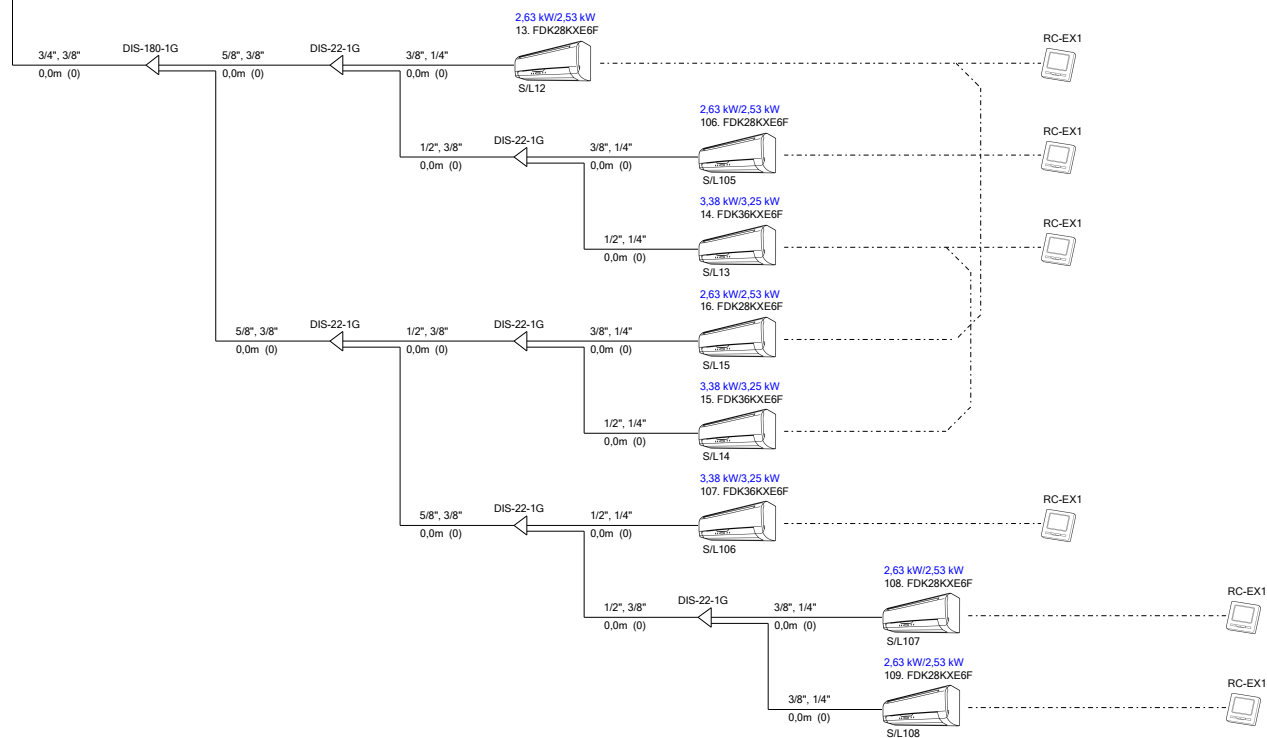 2,63 kW/2,53 kW
13. FDK28KXE6F
3/4", 3/8"
DIS-180-1G
5/8", 3/8"
DIS-22-1G
3/8", 1/4"
RC-EX1
0,0m (0)
0,0m (0)
0,0m (0)
S/L12
2,63 kW/2,53 kW
106. FDK28KXE6F
1/2", 3/8"
DIS-22-1G
3/8", 1/4"
RC-EX1
0,0m (0)
0,0m (0)
S/L105
3,38 kW/3,25 kW
14. FDK36KXE6F
1/2", 1/4"
RC-EX1
0,0m (0)
S/L13
2,63 kW/2,53 kW
16. FDK28KXE6F
5/8", 3/8"
DIS-22-1G
1/2", 3/8"
DIS-22-1G
3/8", 1/4"
0,0m (0)
0,0m (0)
0,0m (0)
S/L15
3,38 kW/3,25 kW
15. FDK36KXE6F
1/2", 1/4"
0,0m (0)
S/L14
3,38 kW/3,25 kW
107. FDK36KXE6F
5/8", 3/8"
DIS-22-1G
1/2", 1/4"
RC-EX1
0,0m (0)
0,0m (0)
S/L106
2,63 kW/2,53 kW
108. FDK28KXE6F
1/2", 3/8"
DIS-22-1G
3/8", 1/4"
RC-EX1
0,0m (0)
0,0m (0)
S/L107
2,63 kW/2,53 kW
109. FDK28KXE6F
3/8", 1/4"
RC-EX1
0,0m (0)
S/L108